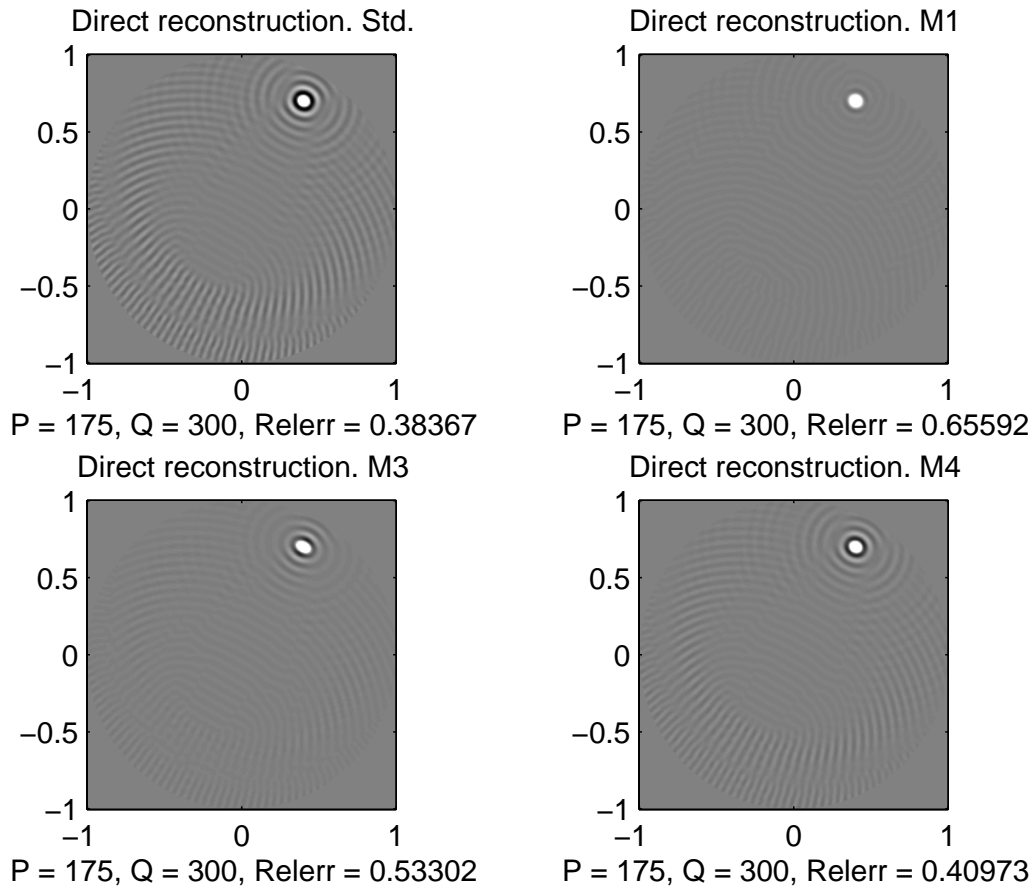 Direct reconstruction. Std.
1
0.5
0
−0.5
−1
−1 0 1
P = 175, Q = 300, Relerr = 0.38367
Direct reconstruction. M1
1
0.5
0
−0.5
−1
−1 0 1
P = 175, Q = 300, Relerr = 0.65592
Direct reconstruction. M3
1
0.5
0
−0.5
−1
−1 0 1
P = 175, Q = 300, Relerr = 0.53302
Direct reconstruction. M4
1
0.5
0
−0.5
−1
−1 0 1
P = 175, Q = 300, Relerr = 0.40973